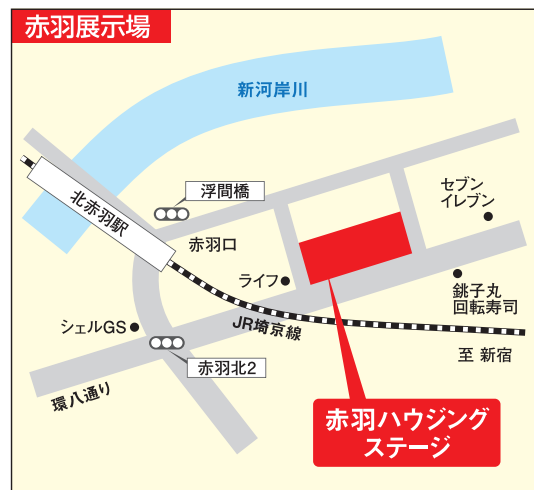 赤羽展示場
新河岸川
北赤羽駅
浮間橋
赤羽口
セブン
イレブン
ライフ
銚子丸
回転寿司
シェルGS
JR埼京線
至 新宿
赤羽北2
環八通り
赤羽ハウジング
ステージ